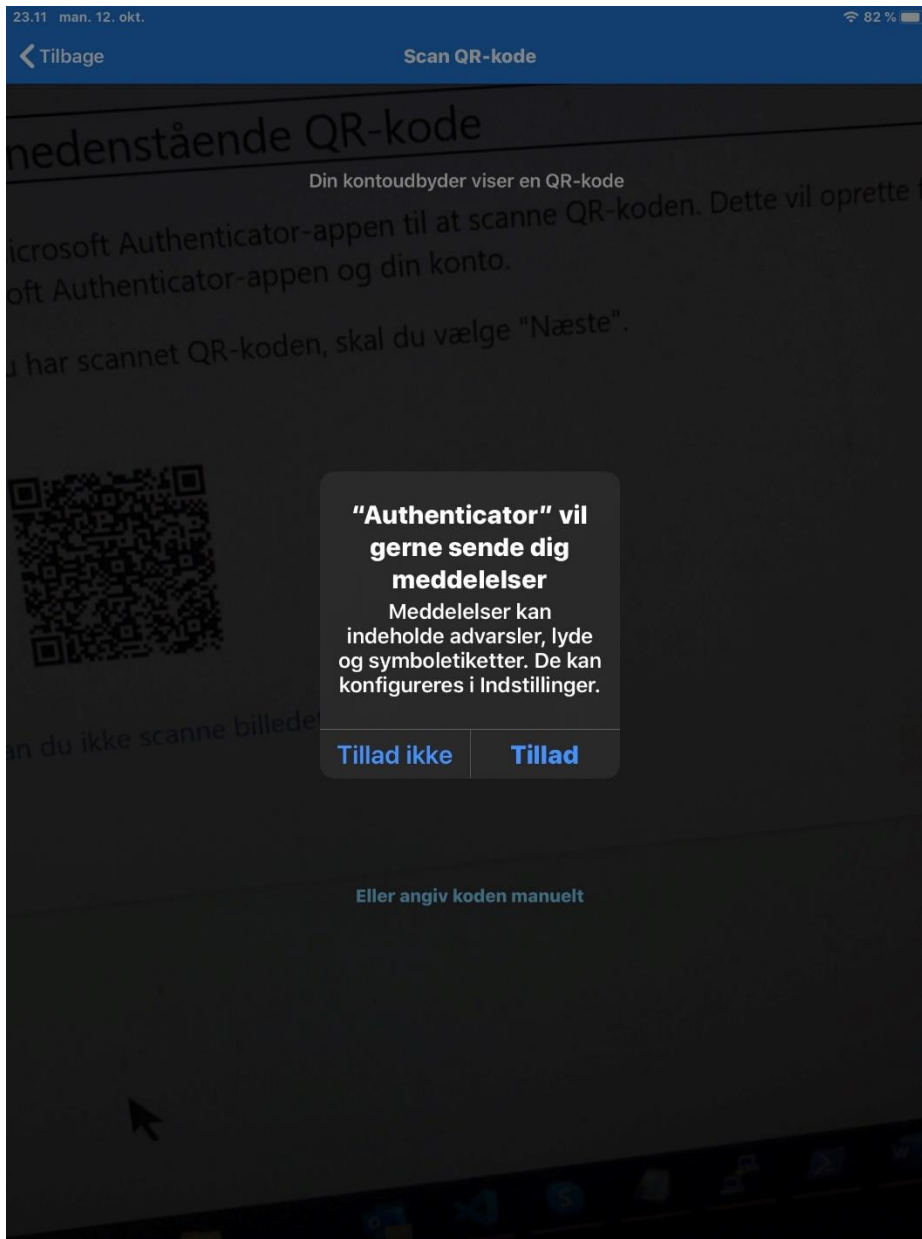 23.11 man. 12. okt.
82 %
Tilbage
Scan QR-kode
nedenstående QR-kode
Din kontoudbyder viser en QR-kode
icrosoft Authenticator-appen til at scanne QR-koden. Dette vil oprette
oft Authenticator-appen og din konto.
u har scannet QR-koden, skal du vælge "Næste".
“Authenticator” vil
gerne sende dig
meddelelser
Meddelelser kan
indeholde advarsler, lyde
og symboletiketter. De kan
konfigureres i Indstillinger.
an du ikke scanne billedet
Tillad ikke
Tillad
Eller angiv koden manuelt